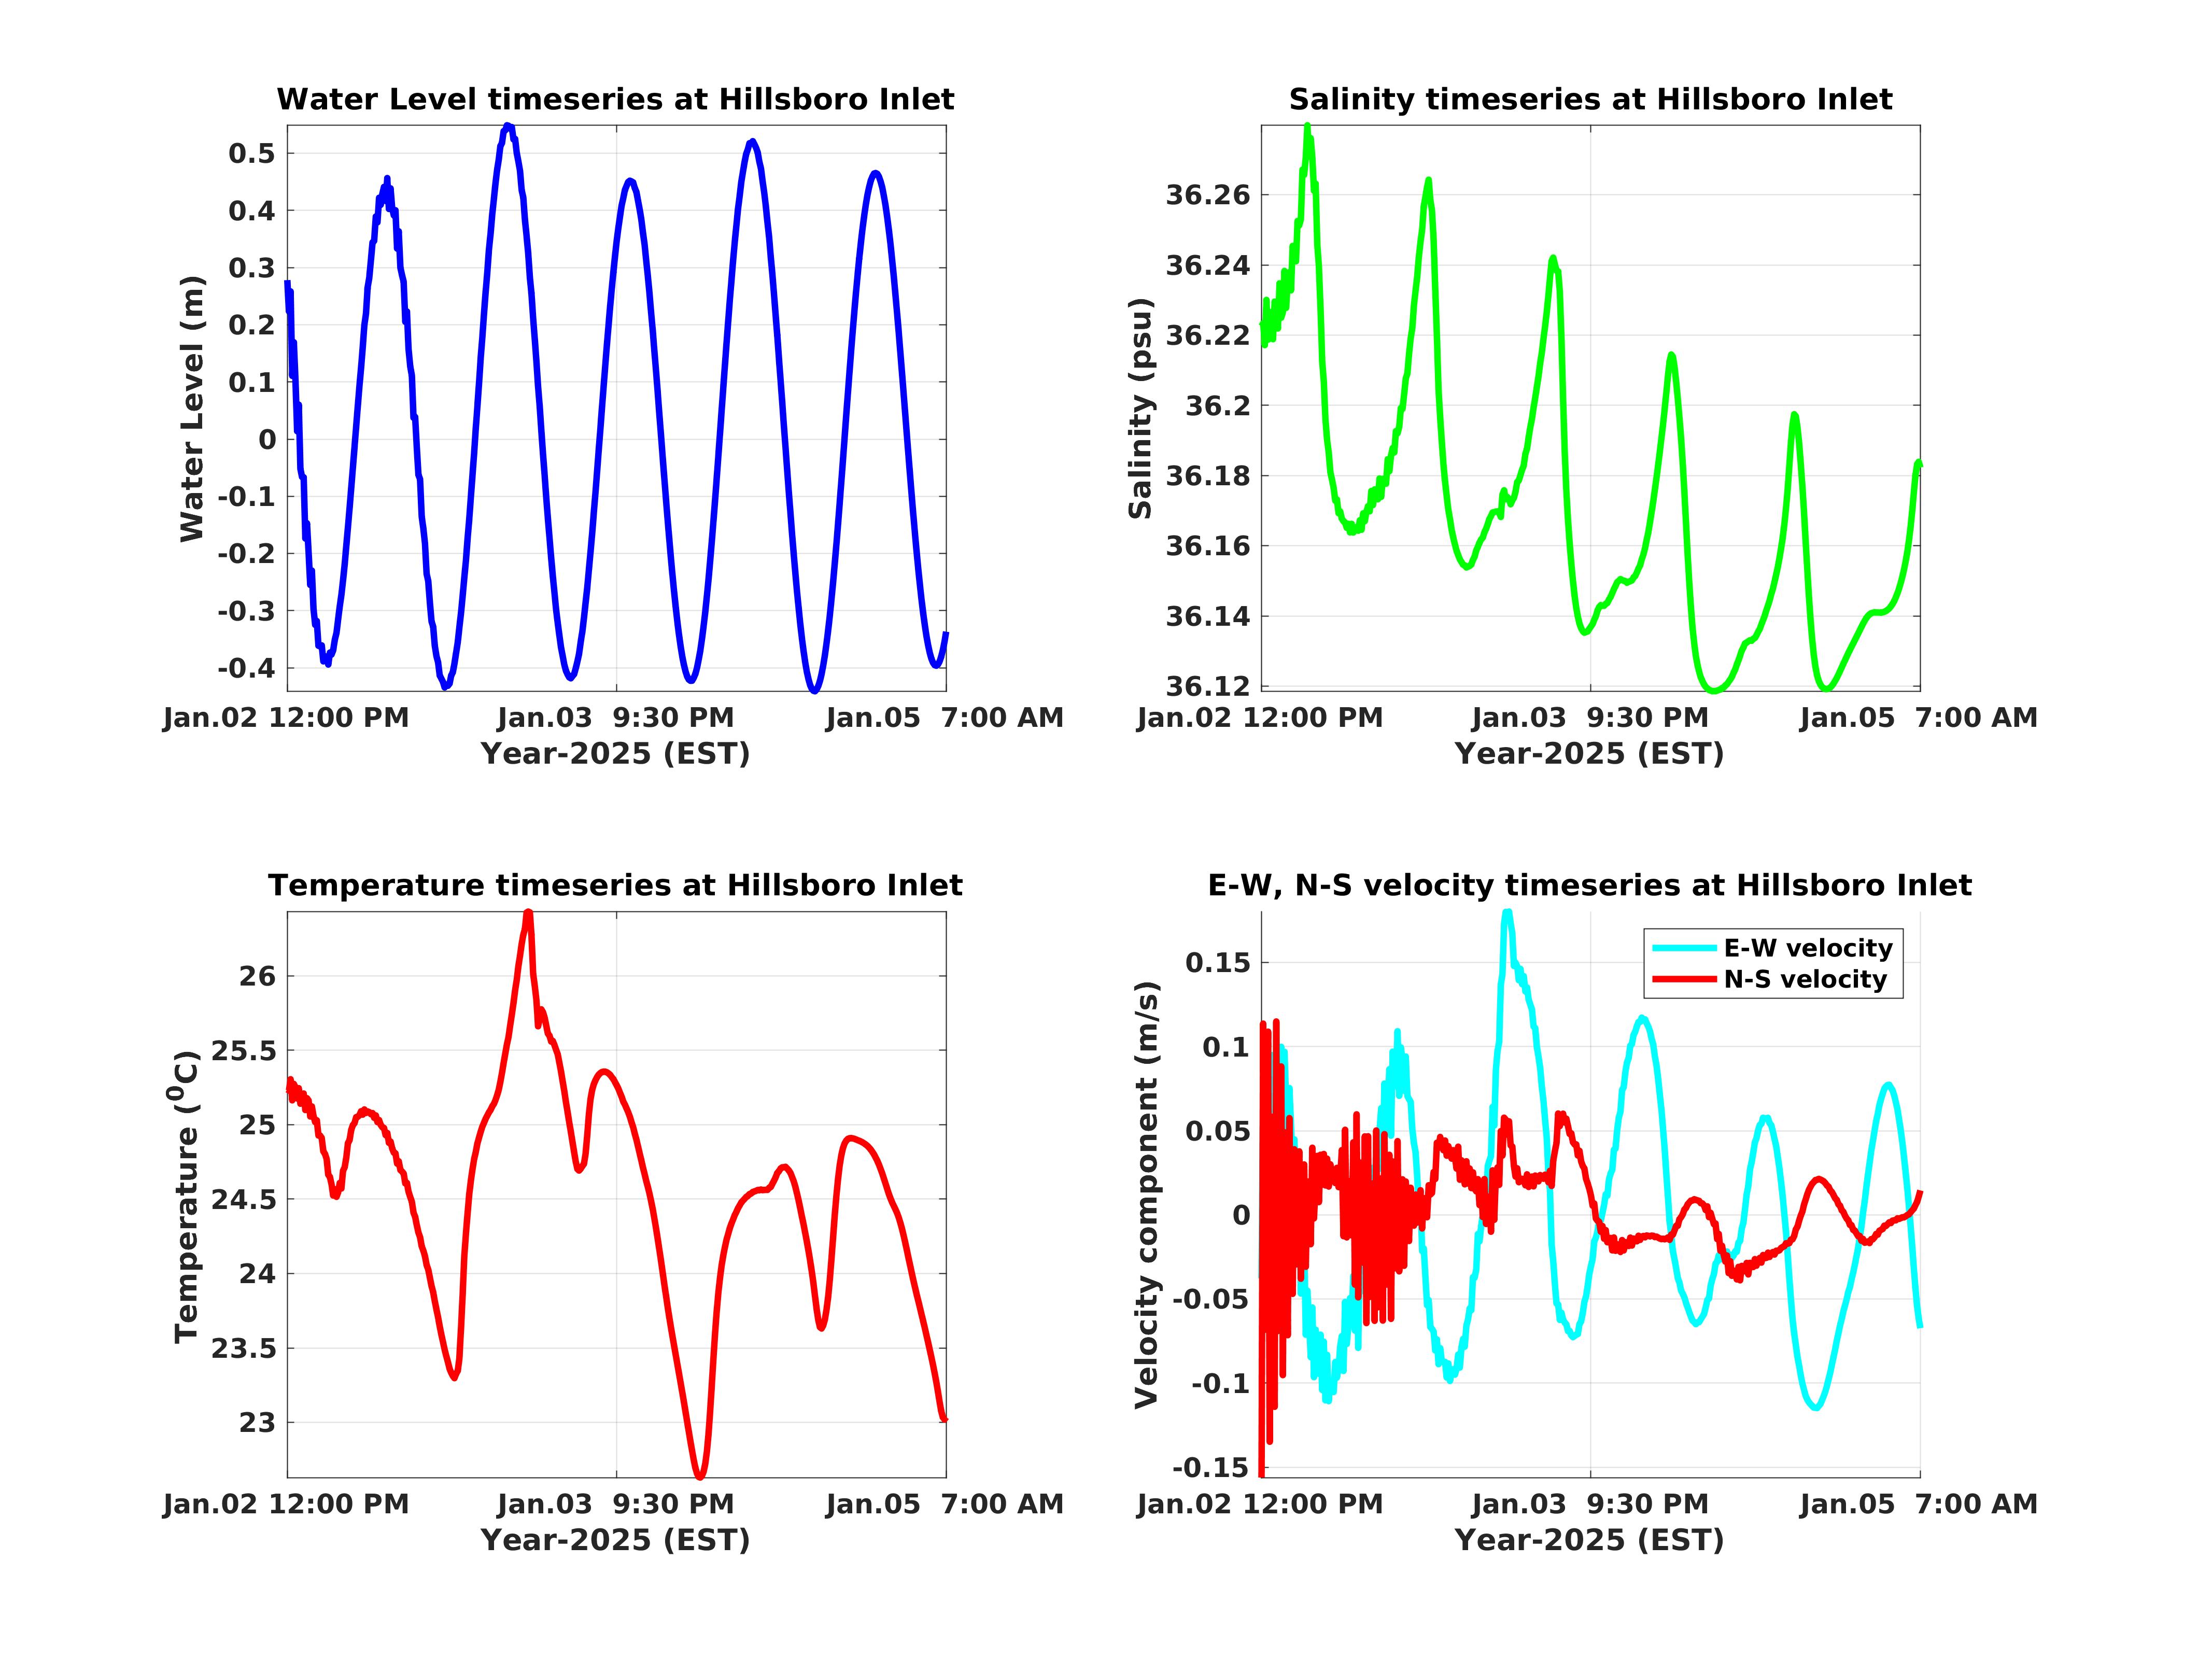 Water Level timeseries at Hillsboro Inlet
Water Level (m)
0.5
0.4
0.3
0.2
0.1
0
-0.1
-0.2
-0.3
-0.4
Jan.02 12:00 PM Jan.03 9:30 PM Jan.05 7:00 AM
Year-2025 (EST)
Salinity timeseries at Hillsboro Inlet
Salinity (psu)
36.26
36.24
36.22
36.2
36.18
36.16
36.14
36.12
Jan.02 12:00 PM Jan.03 9:30 PM Jan.05 7:00 AM
Year-2025 (EST)
Temperature timeseries at Hillsboro Inlet
Temperature (⁰C)
26
25.5
25
24.5
24
23.5
23
Jan.02 12:00 PM Jan.03 9:30 PM Jan.05 7:00 AM
Year-2025 (EST)
E-W, N-S velocity timeseries at Hillsboro Inlet
Velocity component (m/s)
0.15
0.1
0.05
0
-0.05
-0.1
-0.15
E-W velocity
N-S velocity
Jan.02 12:00 PM Jan.03 9:30 PM Jan.05 7:00 AM
Year-2025 (EST)